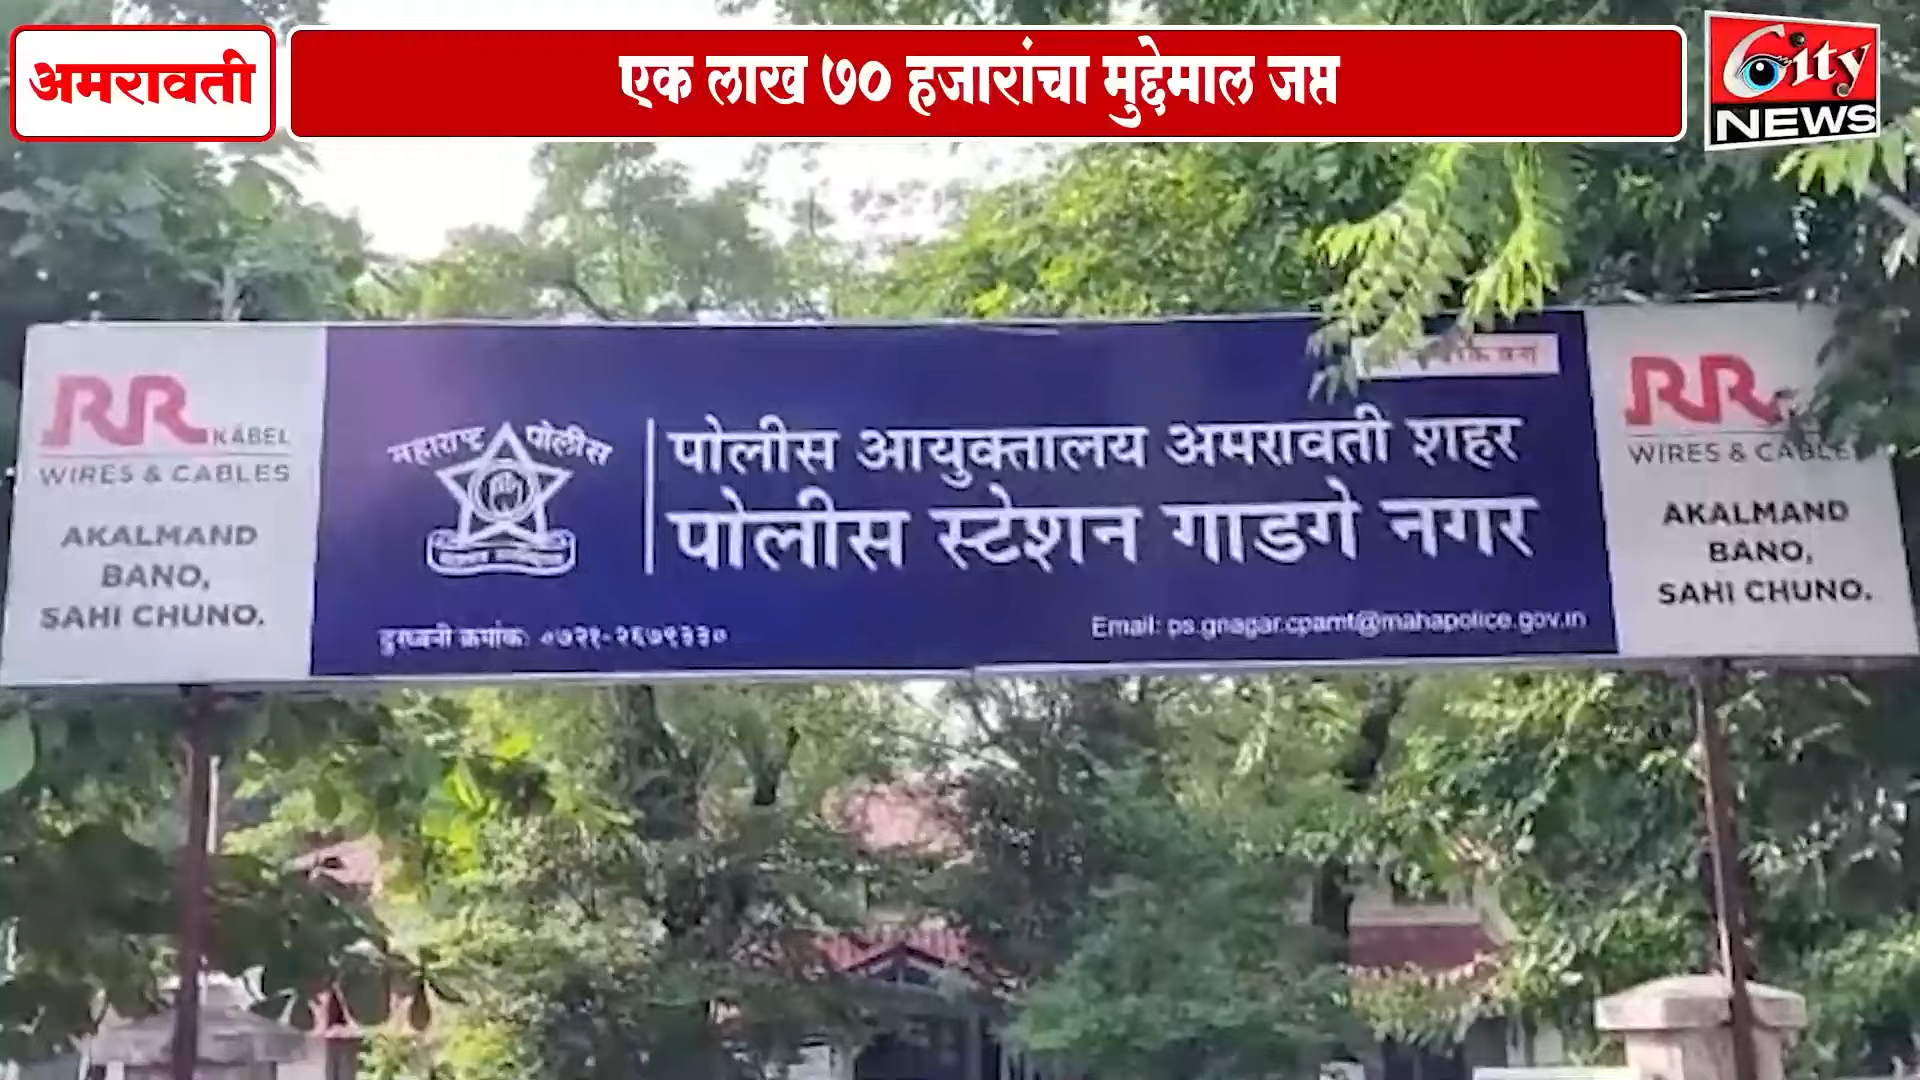 अमरावती
एक लाख ७० हजारांचा मुद्देमाल जप्त
City
NEWS
RR KABEL
WIRES & CABLES
AKALMAND
BANO,
SAHI CHUNO.
महाराष्ट्र पोलीस
पोलीस आयुक्तालय अमरावती शहर
पोलीस स्टेशन गाडगे नगर
दुरध्वनी क्रमांक: ०७२१-२६७९३३०
Email: ps.gnagar.cpamt@mahapolice.gov.in
RR
WIRES & CABLE
AKALMAND
BANO,
SAHI CHUNO.